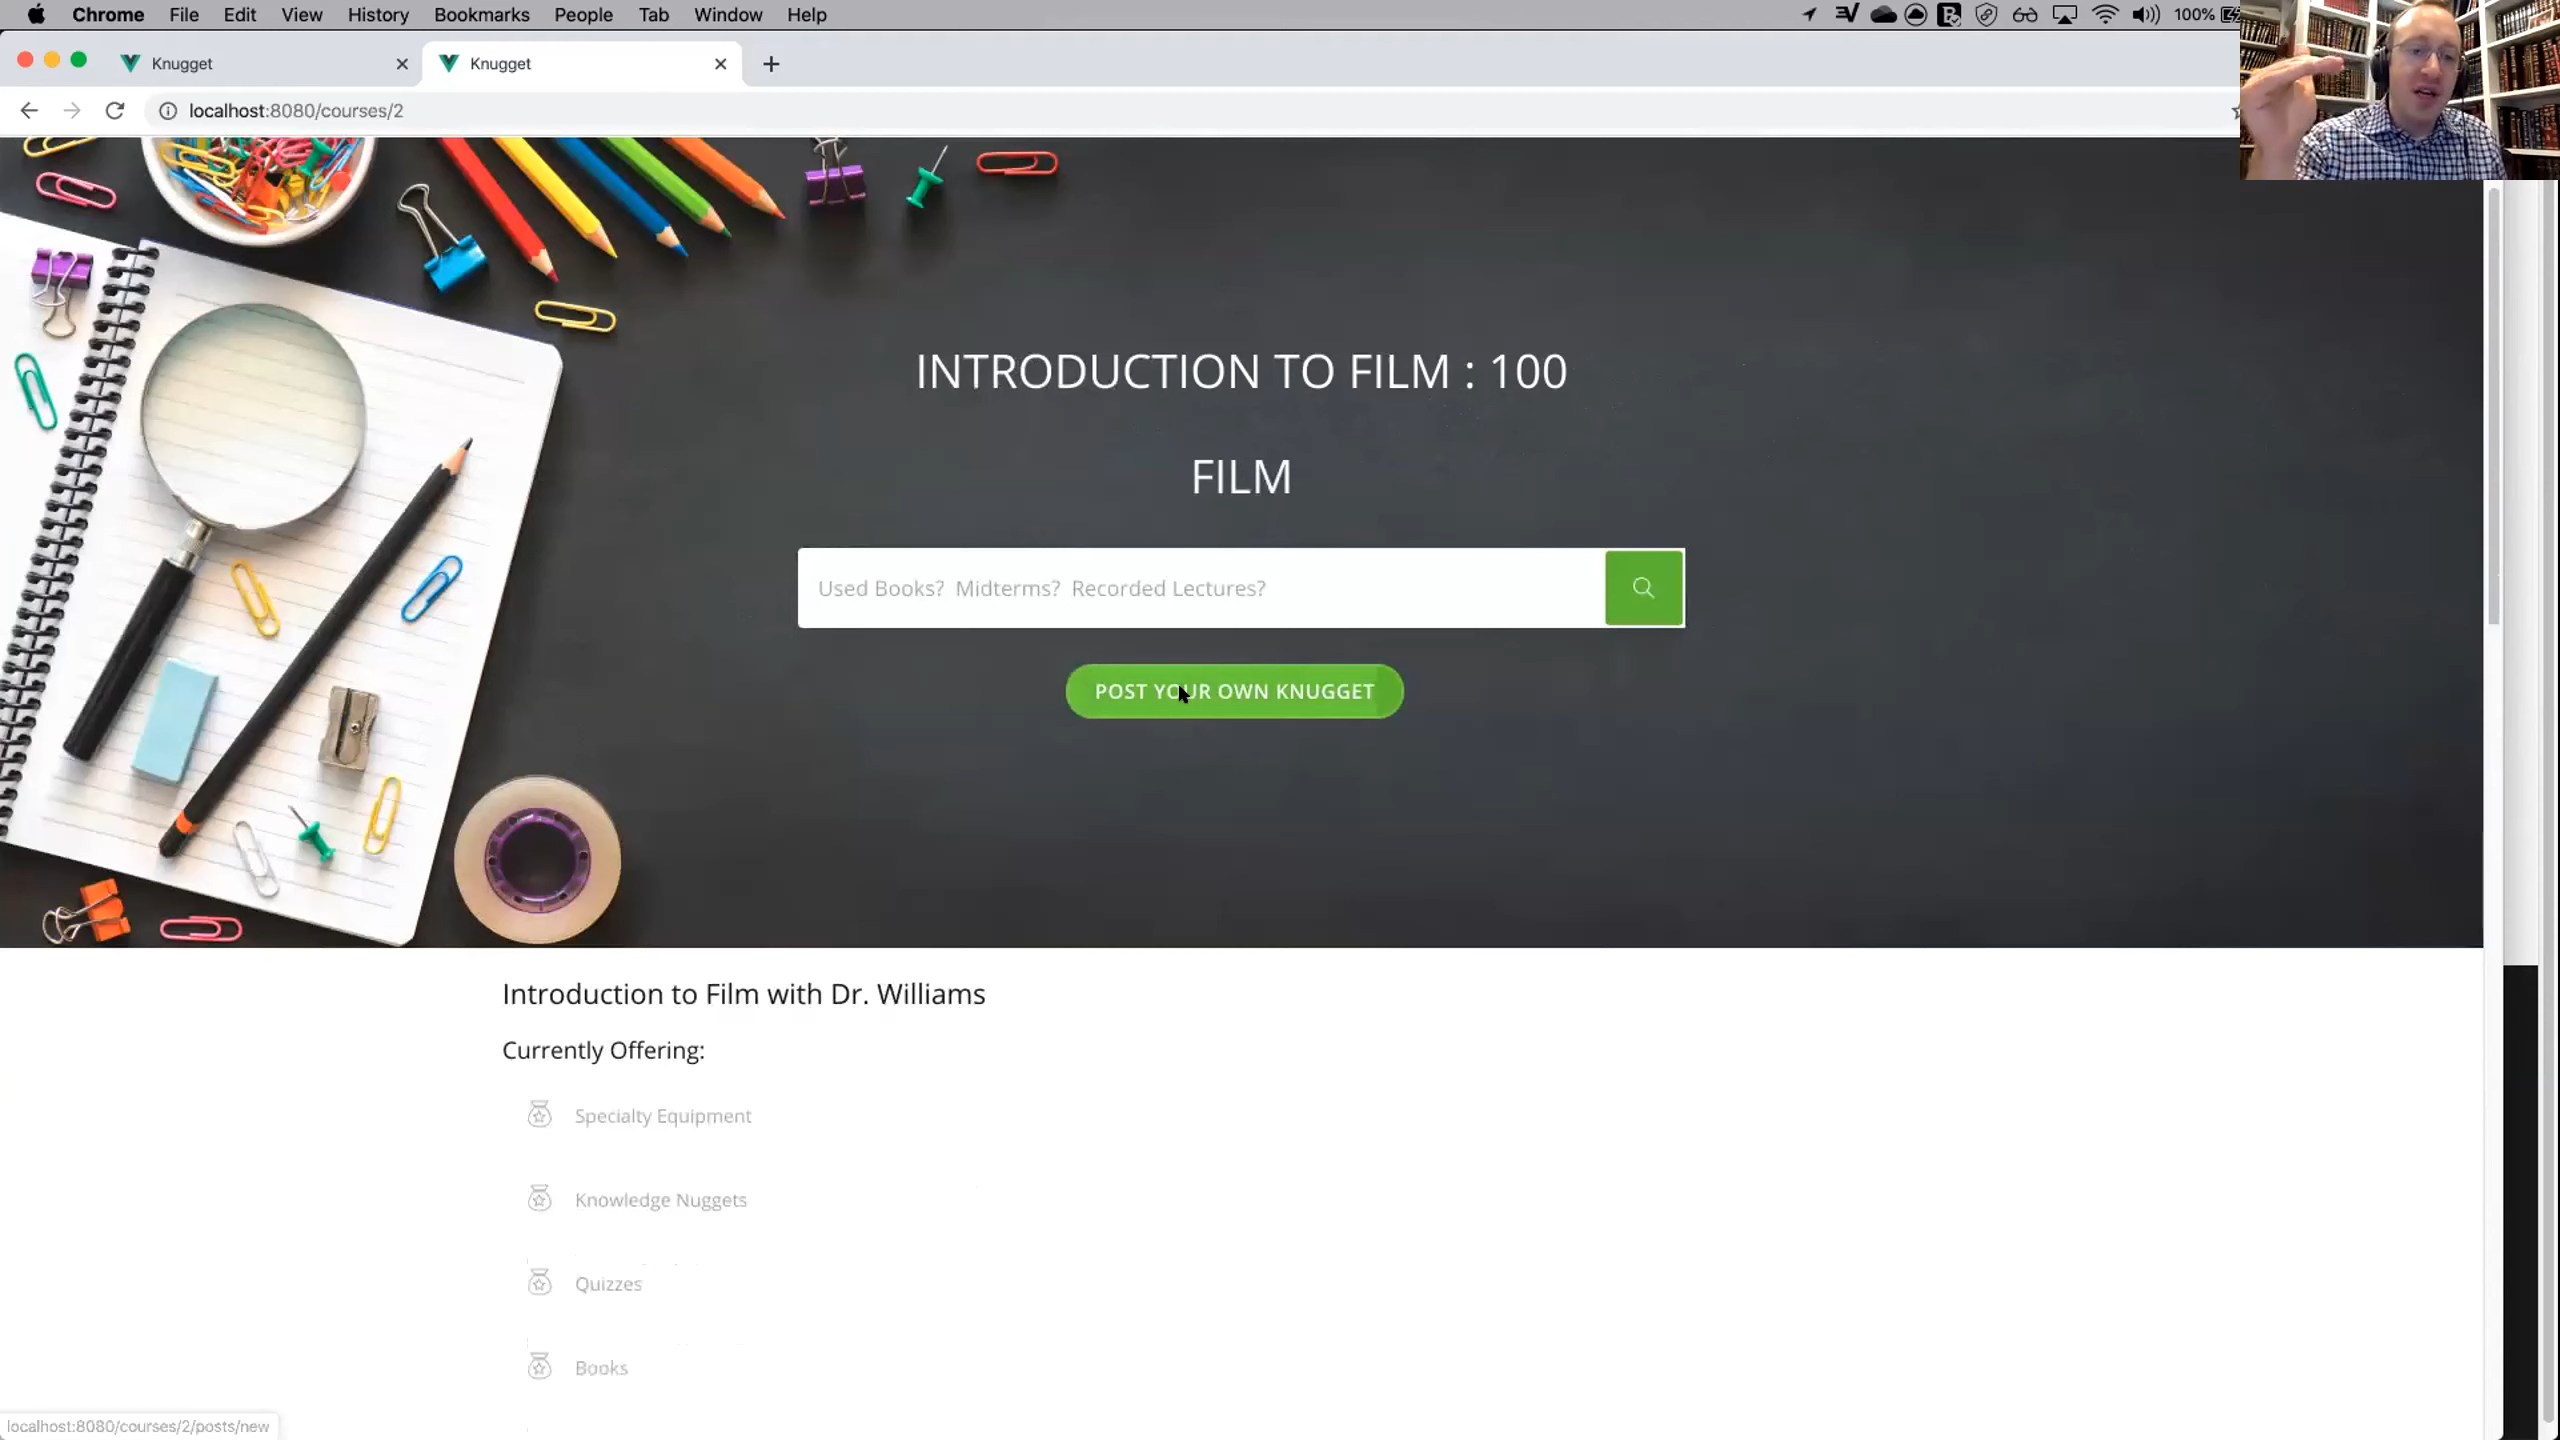 Chrome File Edit View History Bookmarks People Tab Window Help 100%
Knugget Knugget
localhost:8080/courses/2
INTRODUCTION TO FILM : 100
FILM
Used Books? Midterms? Recorded Lectures?
POST YOUR OWN KNUGGET
Introduction to Film with Dr. Williams
Currently Offering:
Specialty Equipment
Knowledge Nuggets
Quizzes
Books
localhost:8080/courses/2/posts/new